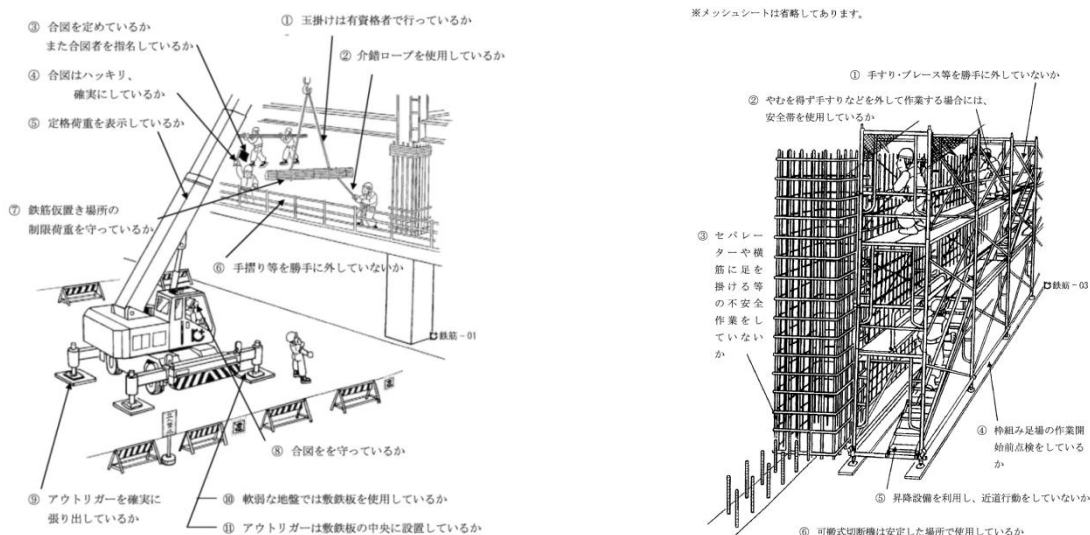 ① 玉掛けは有資格者で行っているか
② 介錯ロープを使用しているか
③ 合図を定めているか
また合図者を指名しているか
④ 合図はハッキリ、
確実にしているか
⑤ 定格荷重を表示しているか
⑦ 鉄筋仮置き場所の
制限荷重を守っているか
⑥ 手摺り等を勝手に外していないか
鉄筋－01
⑧ 合図をを守っているか
⑨ アウトリガーを確実に
張り出しているか
⑩ 軟弱な地盤では敷鉄板を使用しているか
⑪ アウトリガーは敷鉄板の中央に設置しているか
※メッシュシートは省略してあります。
① 手すり・ブレース等を勝手に外していないか
② やむを得ず手すりなどを外して作業する場合には、
安全帯を使用しているか
③ セパレー
ターや横
筋に足を
掛ける等
の不安全
作業をし
ていない
か
鉄筋－03
④ 枠組み足場の作業開
始前点検をしている
か
⑤ 昇降設備を利用し、近道行動をしていないか
⑥ 可搬式切断機は安定した場所で使用しているか